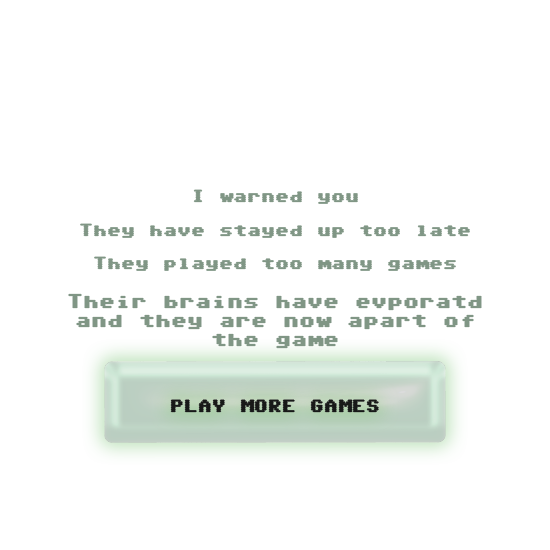 I warned you
They have stayed up too late
They played too many games
Their brains have evporatd
and they are now apart of
the game
PLAY MORE GAMES